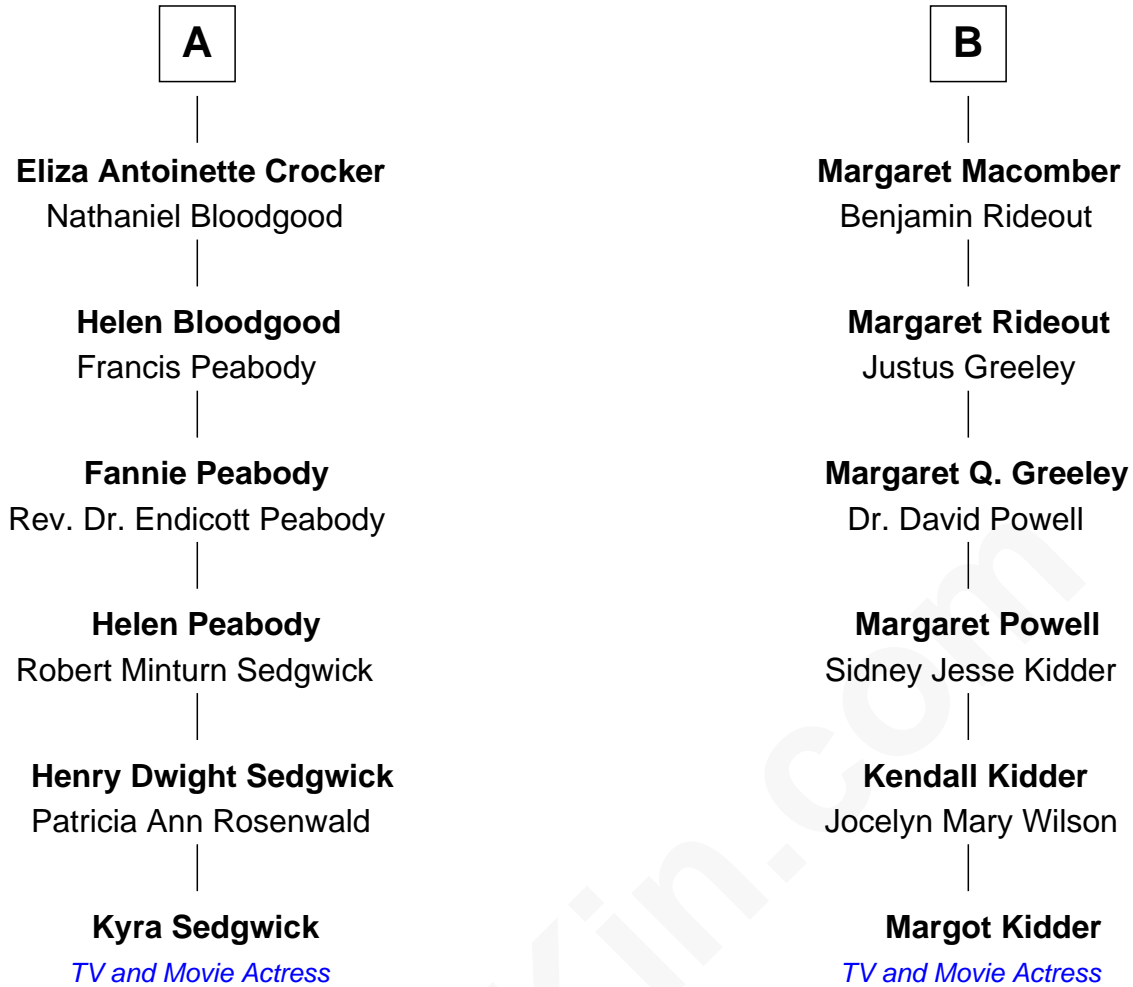 A
Eliza Antoinette Crocker
Nathaniel Bloodgood
Helen Bloodgood
Francis Peabody
Fannie Peabody
Rev. Dr. Endicott Peabody
Helen Peabody
Robert Minturn Sedgwick
Henry Dwight Sedgwick
Patricia Ann Rosenwald
Kyra Sedgwick
TV and Movie Actress
B
Margaret Macomber
Benjamin Rideout
Margaret Rideout
Justus Greeley
Margaret Q. Greeley
Dr. David Powell
Margaret Powell
Sidney Jesse Kidder
Kendall Kidder
Jocelyn Mary Wilson
Margot Kidder
TV and Movie Actress